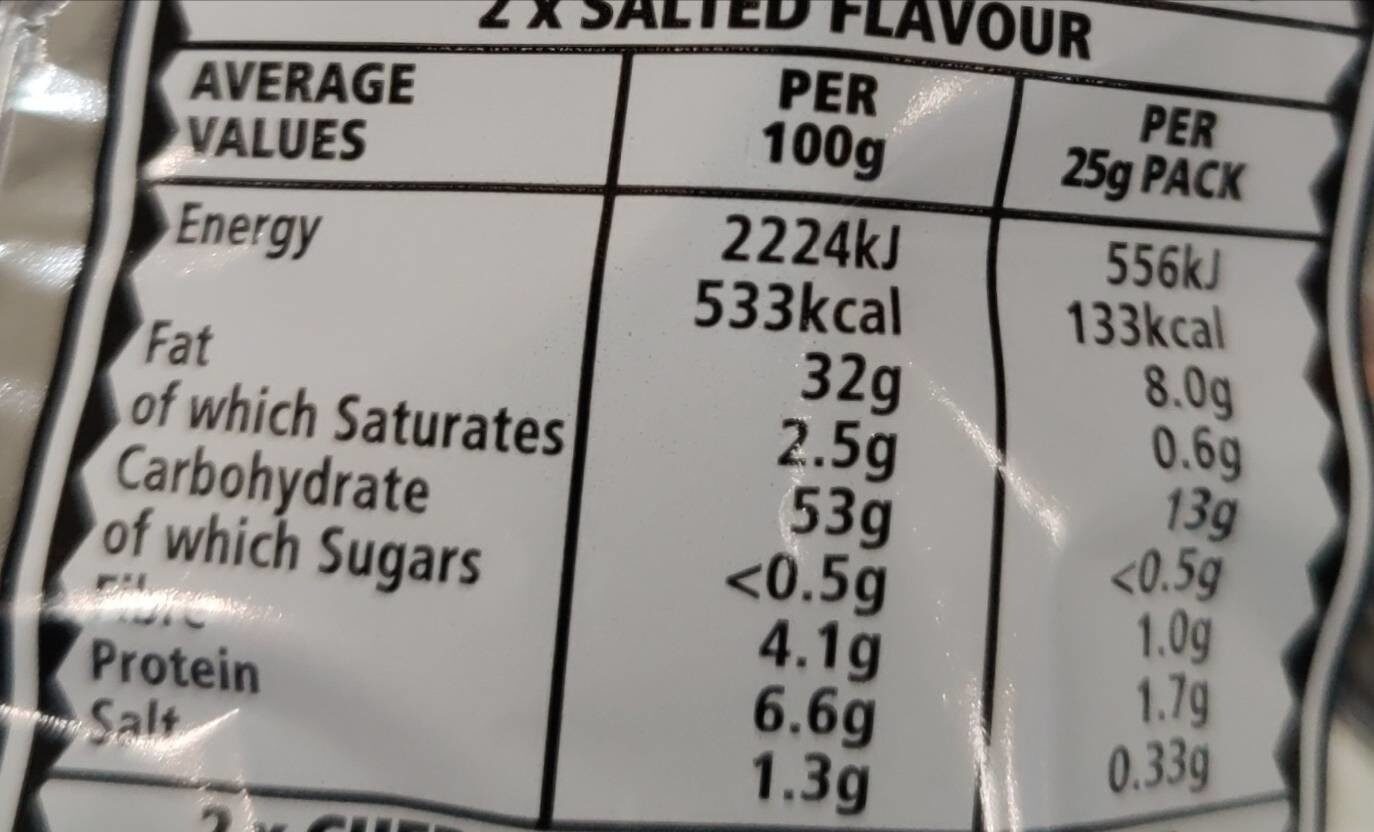 2 X SALTED FLAVOUR
AVERAGE VALUES PER 100g PER 25g PACK
Energy 2224kJ 556kJ
533kcal 133kcal
Fat 32g 8.0g
of which Saturates 2.5g 0.6g
Carbohydrate 53g 13g
of which Sugars <0.5g <0.5g
Fibre 4.1g 1.0g
Protein 6.6g 1.7g
Salt 1.3g 0.33g